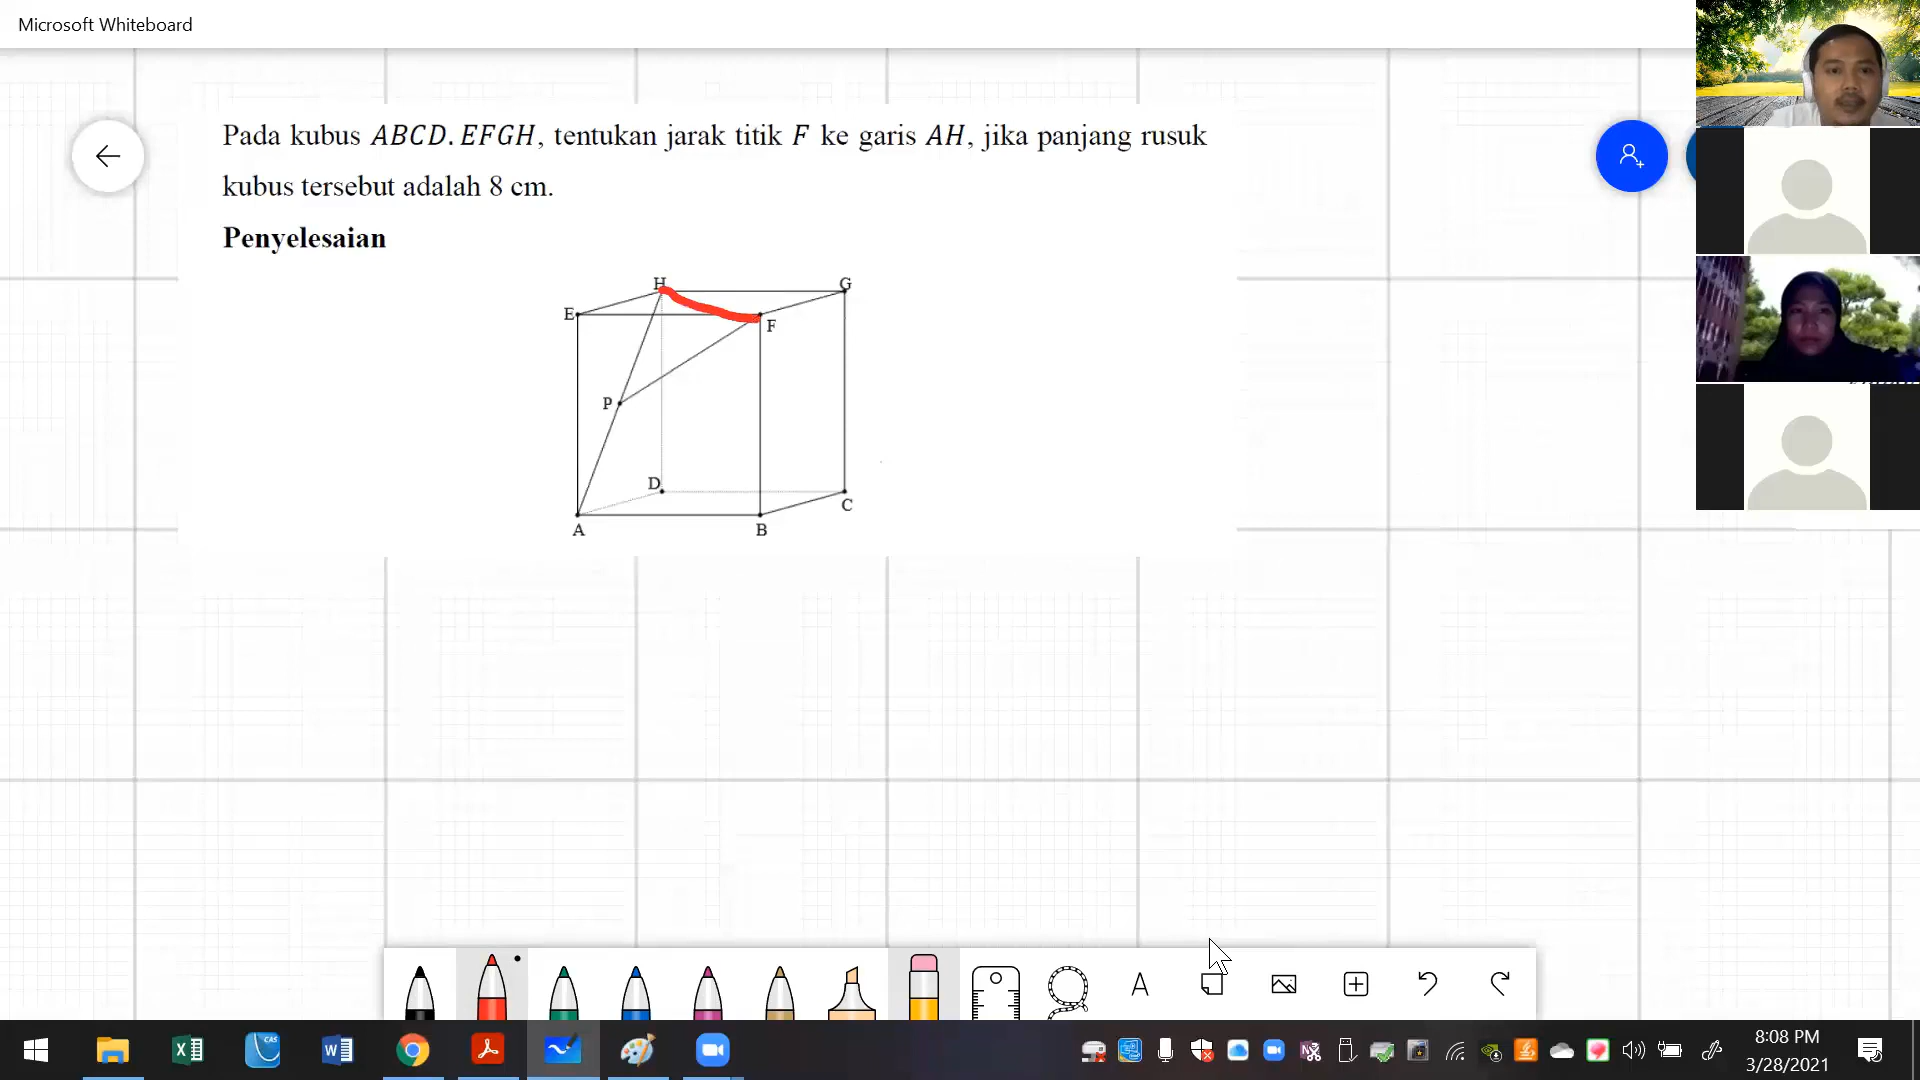 Microsoft Whiteboard
Pada kubus ABCD.EFGH, tentukan jarak titik F ke garis AH, jika panjang rusuk
kubus tersebut adalah 8 cm.
Penyelesaian
H
G
E
F
P
D
C
A
B
A
CAS
8:08 PM
3/28/2021